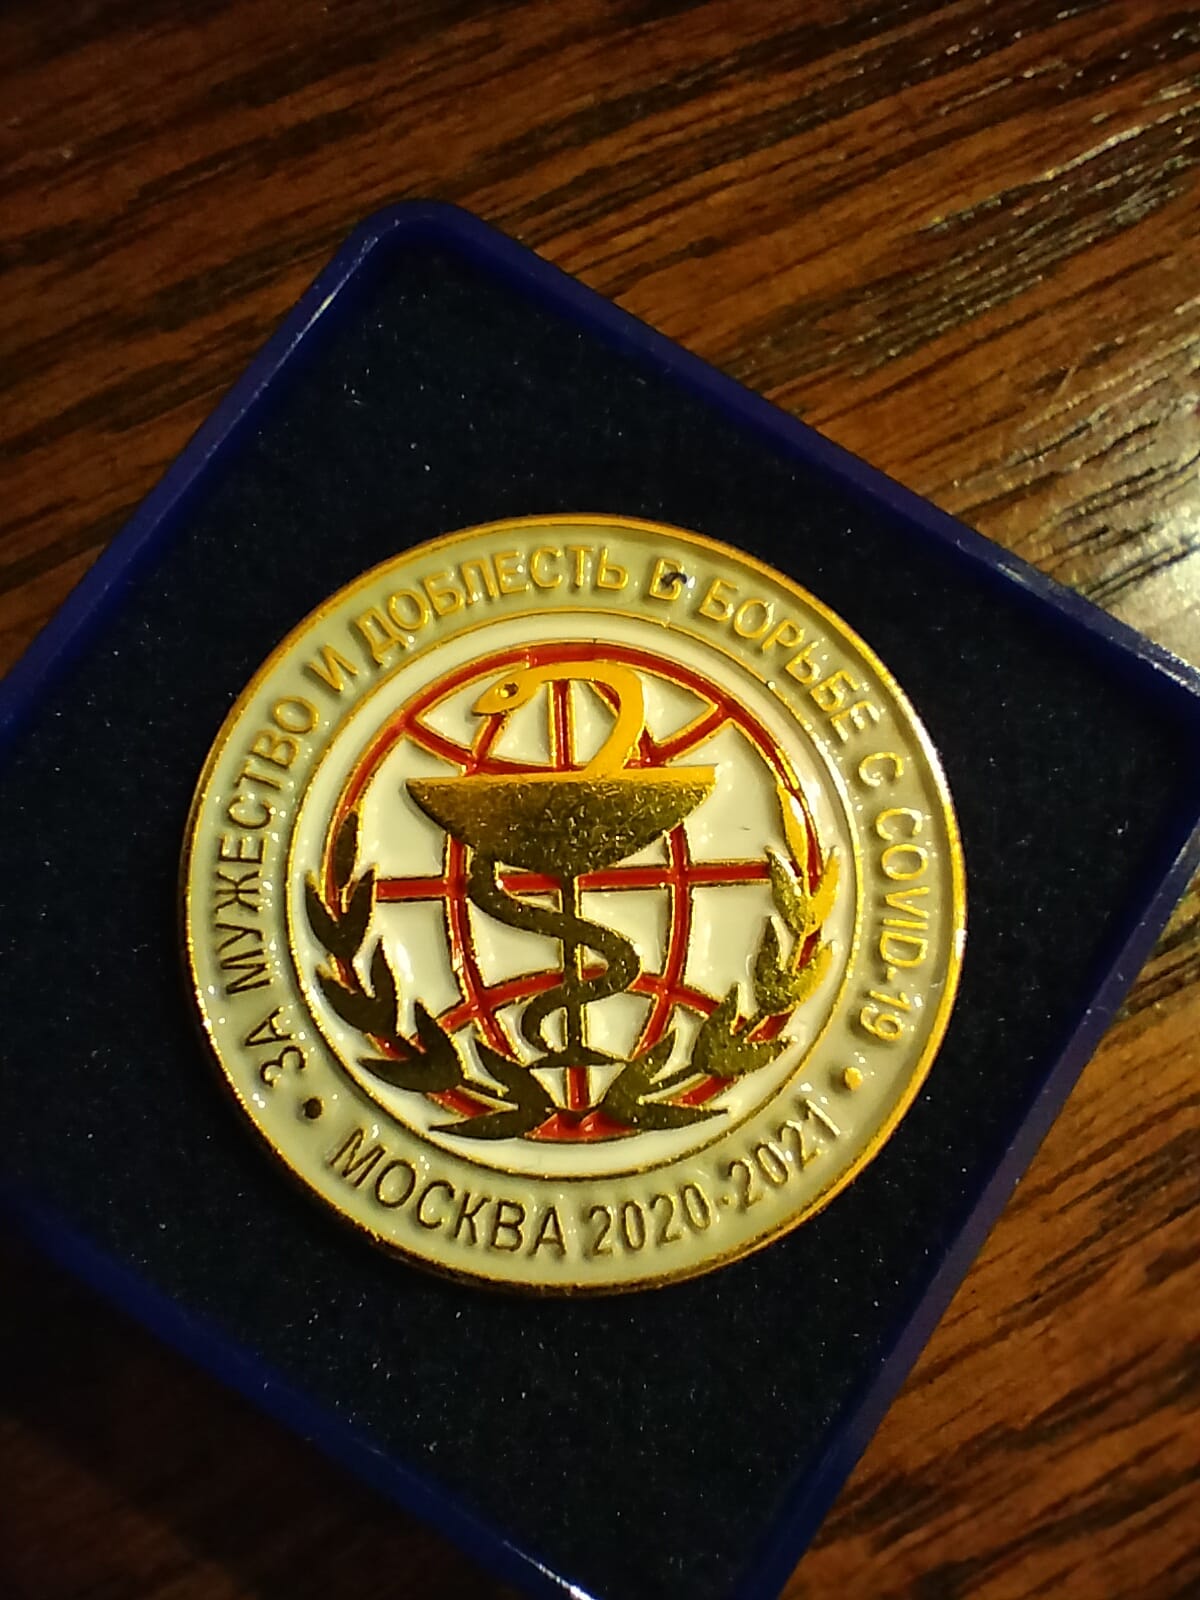 ЗА МУЖЕСТВО И ДОБЛЕСТЬ В БОРЬБЕ С COVID-19
МОСКВА 2020-2021